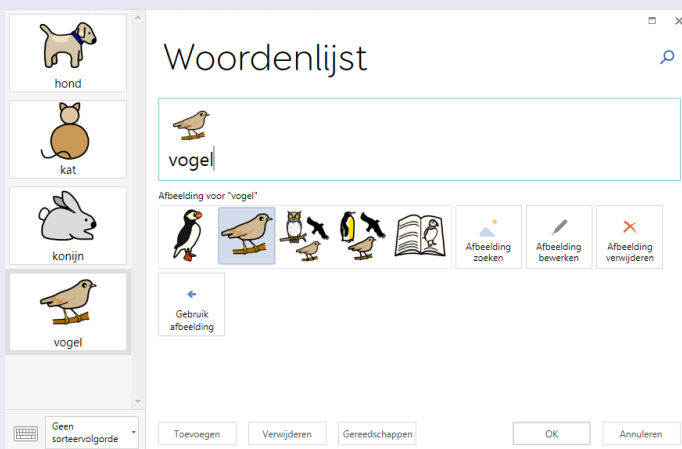 hond
kat
konijn
vogel
Geen
sorteervolgorde
Woordenlijst
vogel
Afbeelding voor "vogel"
Afbeelding
zoeken
Afbeelding
bewerken
Afbeelding
verwijderen
Gebruik
afbeelding
Toevoegen
Verwijderen
Gereedschappen
OK
Annuleren